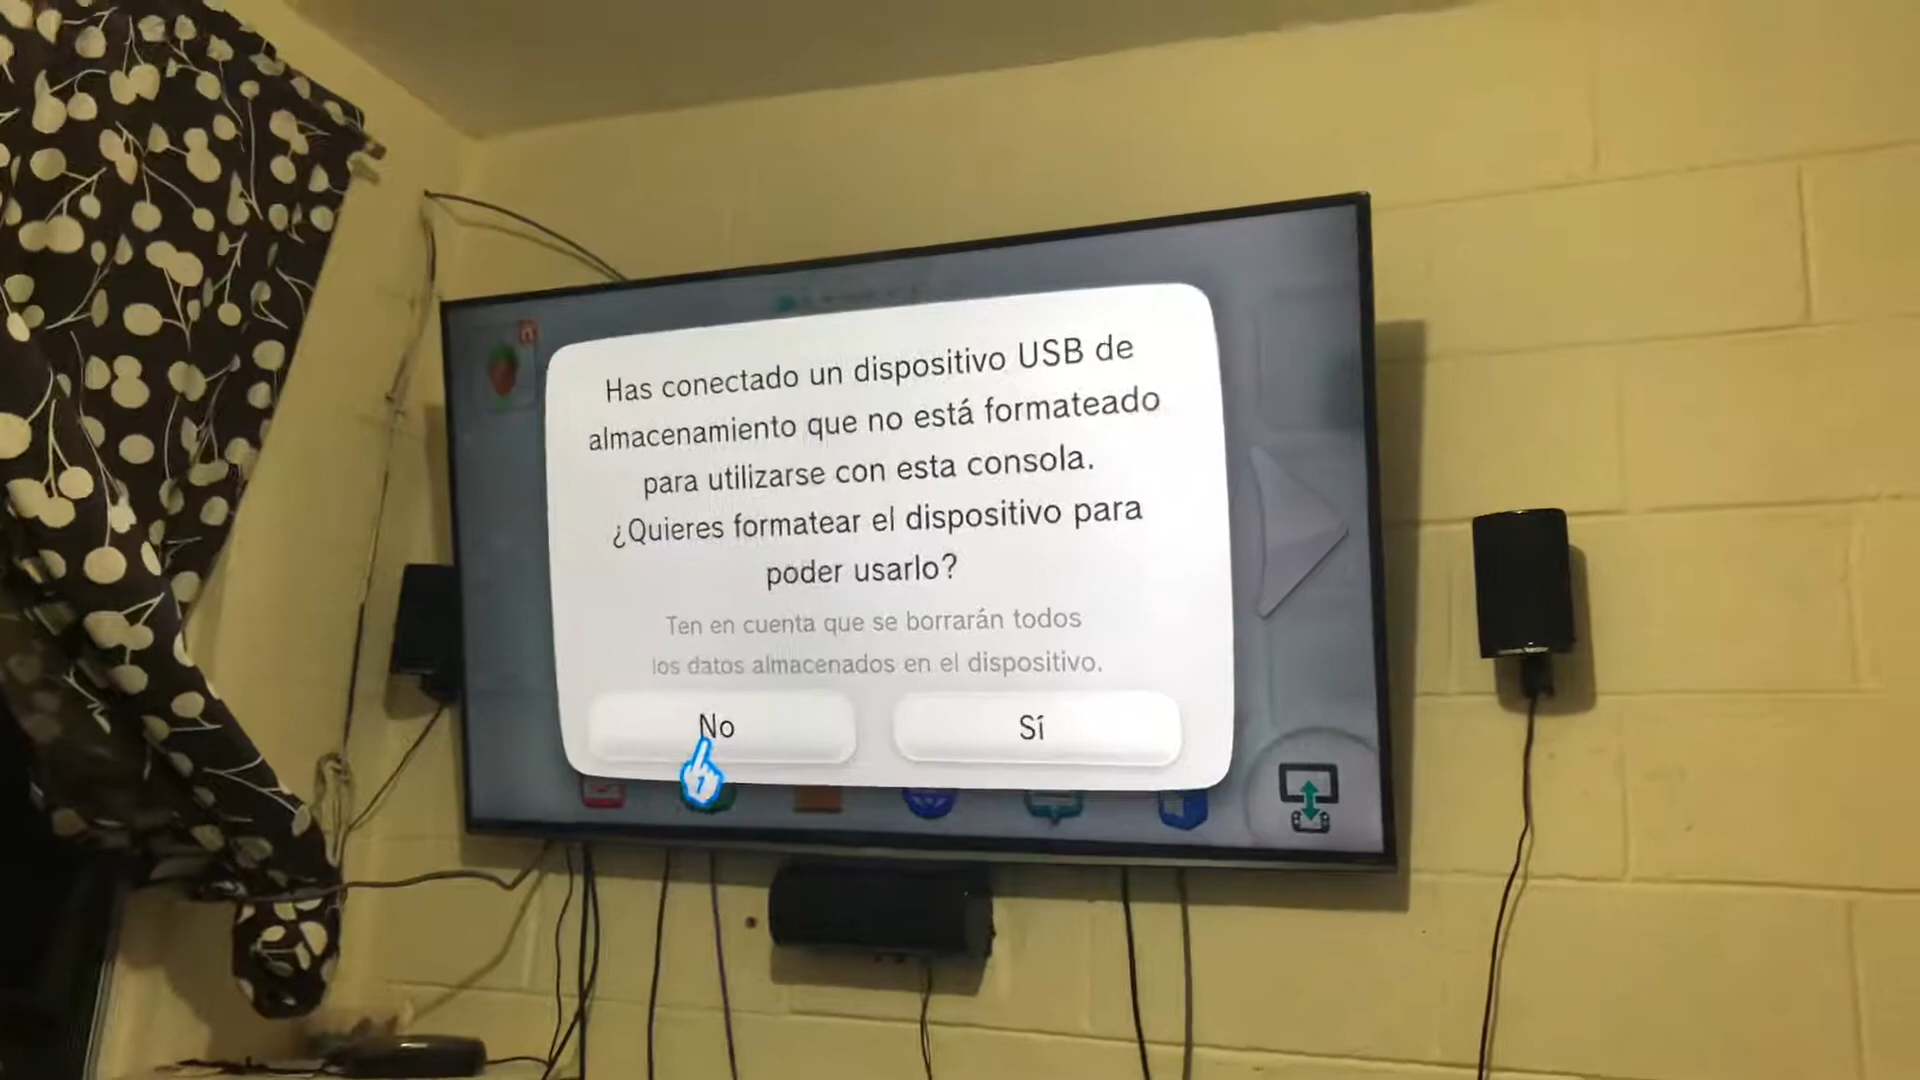 Has conectado un dispositivo USB de
almacenamiento que no está formateado
para utilizarse con esta consola.
¿Quieres formatear el dispositivo para
poder usarlo?
Ten en cuenta que se borrarán todos
los datos almacenados en el dispositivo.
No
Sí
1